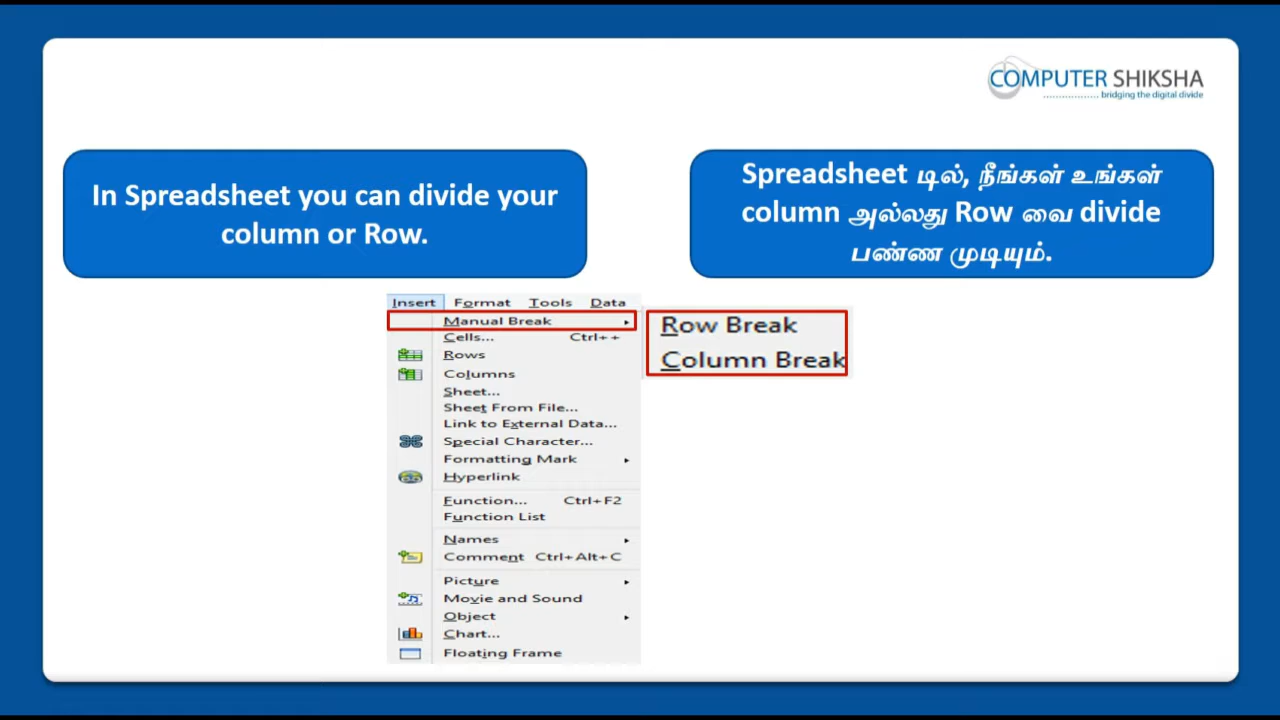 COMPUTER SHIKSHA
bridging the digital divide
In Spreadsheet you can divide your
column or Row.
Spreadsheet டில், நீங்கள் உங்கள்
column அல்லது Row வை divide
பண்ண முடியும்.
Insert Format Tools Data
Manual Break
Row Break
Column Break
Cells... Ctrl++
Rows
Columns
Sheet...
Sheet From File...
Link to External Data...
Special Character...
Formatting Mark
Hyperlink
Function... Ctrl+F2
Function List
Names
Comment Ctrl+Alt+C
Picture
Movie and Sound
Object
Chart...
Floating Frame